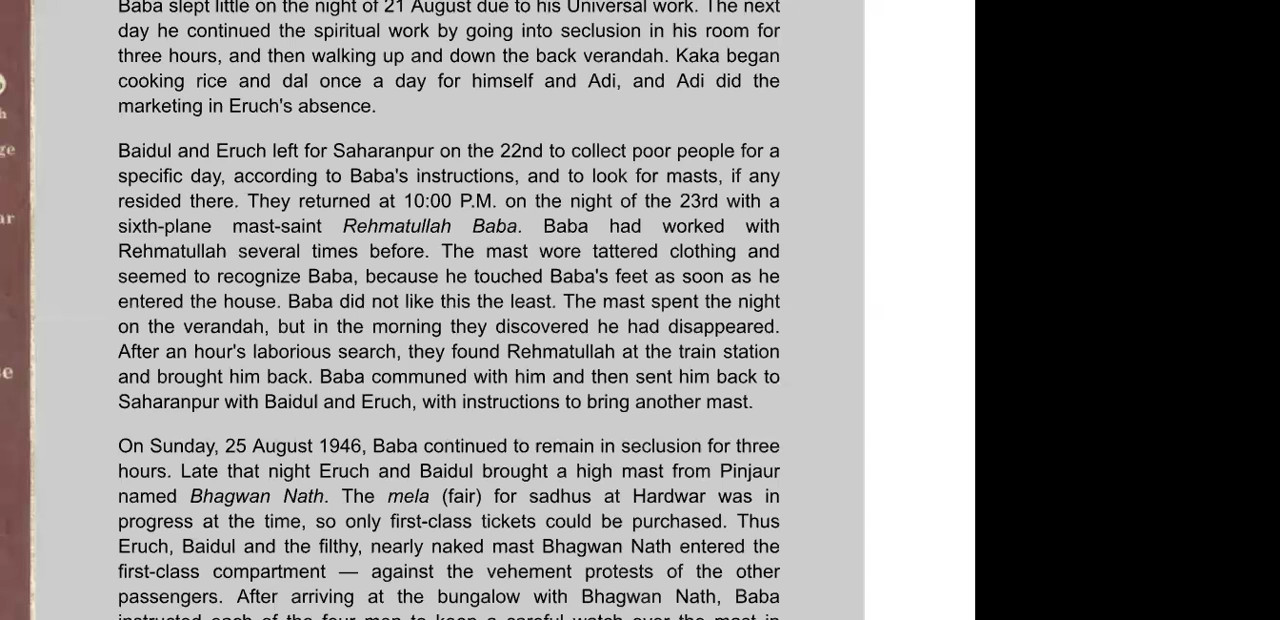 Baba slept little on the night of 21 August due to his Universal work. The next
day he continued the spiritual work by going into seclusion in his room for
three hours, and then walking up and down the back verandah. Kaka began
cooking rice and dal once a day for himself and Adi, and Adi did the
marketing in Eruch's absence.
Baidul and Eruch left for Saharanpur on the 22nd to collect poor people for a
specific day, according to Baba's instructions, and to look for masts, if any
resided there. They returned at 10:00 P.M. on the night of the 23rd with a
sixth-plane mast-saint Rehmatullah Baba. Baba had worked with
Rehmatullah several times before. The mast wore tattered clothing and
seemed to recognize Baba, because he touched Baba's feet as soon as he
entered the house. Baba did not like this the least. The mast spent the night
on the verandah, but in the morning they discovered he had disappeared.
After an hour's laborious search, they found Rehmatullah at the train station
and brought him back. Baba communed with him and then sent him back to
Saharanpur with Baidul and Eruch, with instructions to bring another mast.
On Sunday, 25 August 1946, Baba continued to remain in seclusion for three
hours. Late that night Eruch and Baidul brought a high mast from Pinjaur
named Bhagwan Nath. The mela (fair) for sadhus at Hardwar was in
progress at the time, so only first-class tickets could be purchased. Thus
Eruch, Baidul and the filthy, nearly naked mast Bhagwan Nath entered the
first-class compartment — against the vehement protests of the other
passengers. After arriving at the bungalow with Bhagwan Nath, Baba
instructed each of the four men to keep a careful watch over the mast in